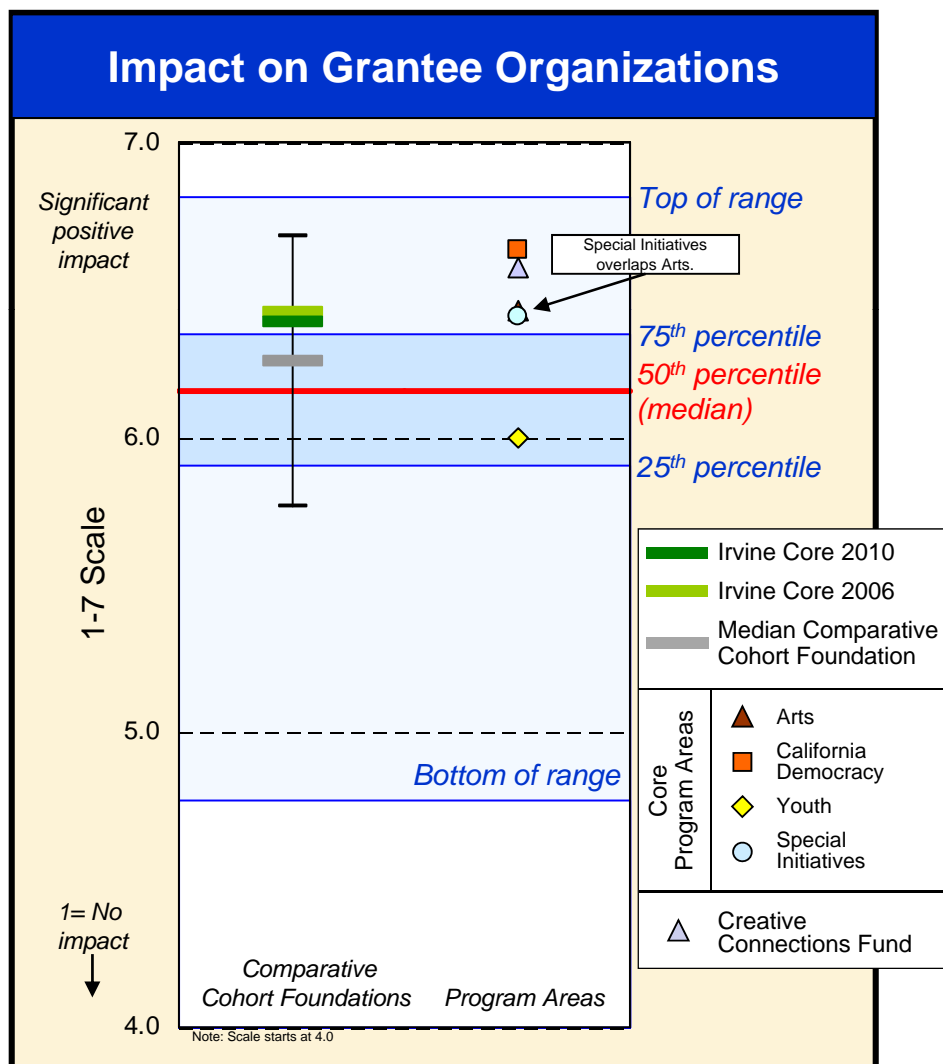 Impact on Grantee Organizations
7.0
Significant
positive
impact
Top of range
Special Initiatives
overlaps Arts.
75th percentile
50th percentile
(median)
6.0
25th percentile
1-7 Scale
5.0
Bottom of range
1= No
impact
Comparative
Cohort Foundations
Program Areas
4.0
Note: Scale starts at 4.0
Irvine Core 2010
Irvine Core 2006
Median Comparative
Cohort Foundation
Core
Program Areas
Arts
California
Democracy
Youth
Special
Initiatives
Creative
Connections Fund